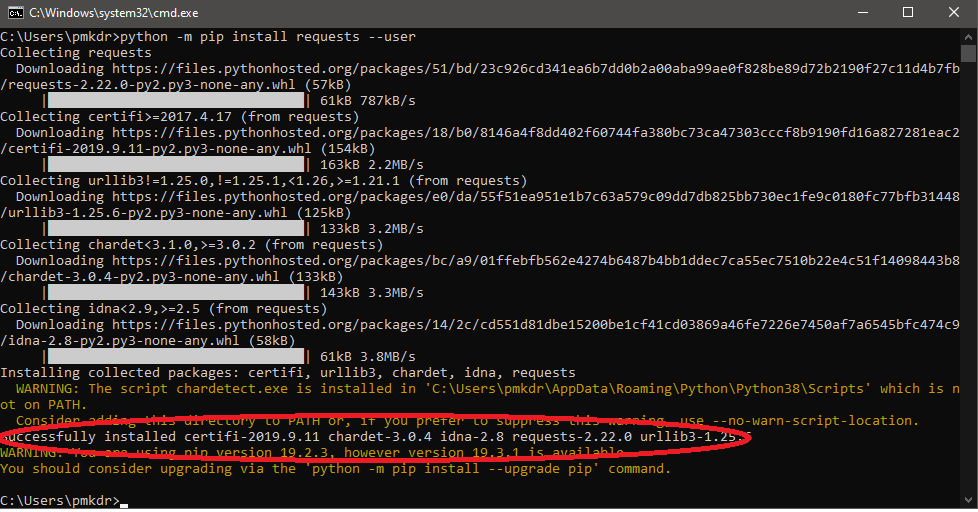 C:\Windows\system32\cmd.exe
C:\Users\pmkdr>python -m pip install requests --user
Collecting requests
  Downloading https://files.pythonhosted.org/packages/51/bd/23c926cd341ea6b7dd0b2a00aba99ae0f828be89d72b2190f27c11d4b7fb
/requests-2.22.0-py2.py3-none-any.whl (57kB)
     |████████████████████████████████| 61kB 787kB/s
Collecting certifi>=2017.4.17 (from requests)
  Downloading https://files.pythonhosted.org/packages/18/b0/8146a4f8dd402f60744fa380bc73ca47303cccf8b9190fd16a827281eac2
/certifi-2019.9.11-py2.py3-none-any.whl (154kB)
     |████████████████████████████████| 163kB 2.2MB/s
Collecting urllib3!=1.25.0,!=1.25.1,<1.26,>=1.21.1 (from requests)
  Downloading https://files.pythonhosted.org/packages/e0/da/55f51ea951e1b7c63a579c09dd7db825bb730ec1fe9c0180fc77bfb31448
/urllib3-1.25.6-py2.py3-none-any.whl (125kB)
     |████████████████████████████████| 133kB 3.2MB/s
Collecting chardet<3.1.0,>=3.0.2 (from requests)
  Downloading https://files.pythonhosted.org/packages/bc/a9/01ffebfb562e4274b6487b4bb1ddec7ca55ec7510b22e4c51f14098443b8
/chardet-3.0.4-py2.py3-none-any.whl (133kB)
     |████████████████████████████████| 143kB 3.3MB/s
Collecting idna<2.9,>=2.5 (from requests)
  Downloading https://files.pythonhosted.org/packages/14/2c/cd551d81dbe15200be1cf41cd03869a46fe7226e7450af7a6545bfc474c9
/idna-2.8-py2.py3-none-any.whl (58kB)
     |████████████████████████████████| 61kB 3.8MB/s
Installing collected packages: certifi, urllib3, chardet, idna, requests
  WARNING: The script chardetect.exe is installed in 'C:\Users\pmkdr\AppData\Roaming\Python\Python38\Scripts' which is n
ot on PATH.
  Consider adding this directory to PATH or, if you prefer to suppress this warning, use --no-warn-script-location.
Successfully installed certifi-2019.9.11 chardet-3.0.4 idna-2.8 requests-2.22.0 urllib3-1.25.6
WARNING: You are using pip version 19.2.3, however version 19.3.1 is available.
You should consider upgrading via the 'python -m pip install --upgrade pip' command.
C:\Users\pmkdr>